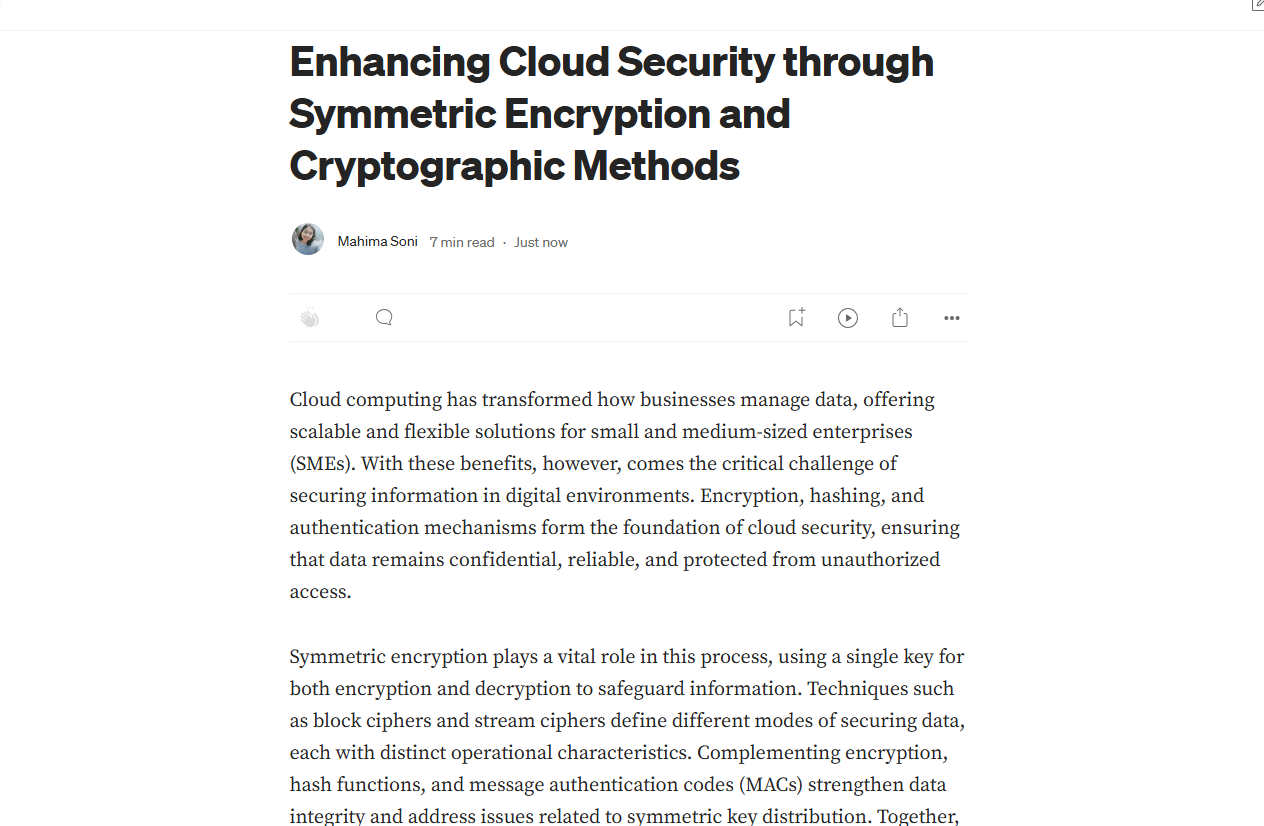 Enhancing Cloud Security through
Symmetric Encryption and
Cryptographic Methods
Mahima Soni 7 min read · Just now
Cloud computing has transformed how businesses manage data, offering
scalable and flexible solutions for small and medium-sized enterprises
(SMEs). With these benefits, however, comes the critical challenge of
securing information in digital environments. Encryption, hashing, and
authentication mechanisms form the foundation of cloud security, ensuring
that data remains confidential, reliable, and protected from unauthorized
access.
Symmetric encryption plays a vital role in this process, using a single key for
both encryption and decryption to safeguard information. Techniques such
as block ciphers and stream ciphers define different modes of securing data,
each with distinct operational characteristics. Complementing encryption,
hash functions, and message authentication codes (MACs) strengthen data
integrity and address issues related to symmetric key distribution. Together,